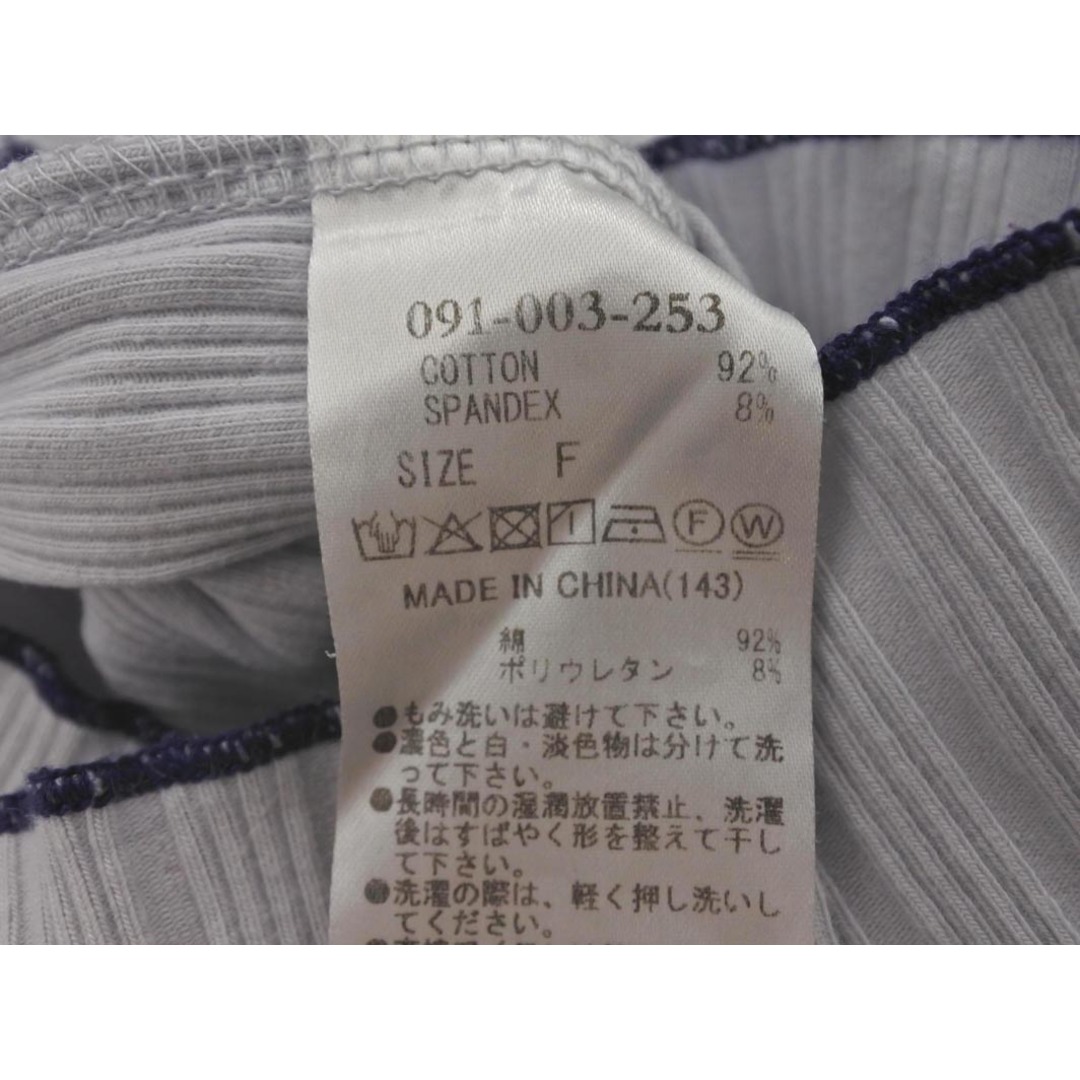 091-003-253
COTTON 92%
SPANDEX 8%
SIZE F
F W
MADE IN CHINA(143)
綿 92%
ポリウレタン 8%
●もみ洗いは避けて下さい。
●濃色と白・淡色物は分けて洗
って下さい。
●長時間の湿潤放置禁止、洗濯
後はすばやく形を整えて干し
て下さい。
●洗濯の際は、軽く押し洗いし
てください。